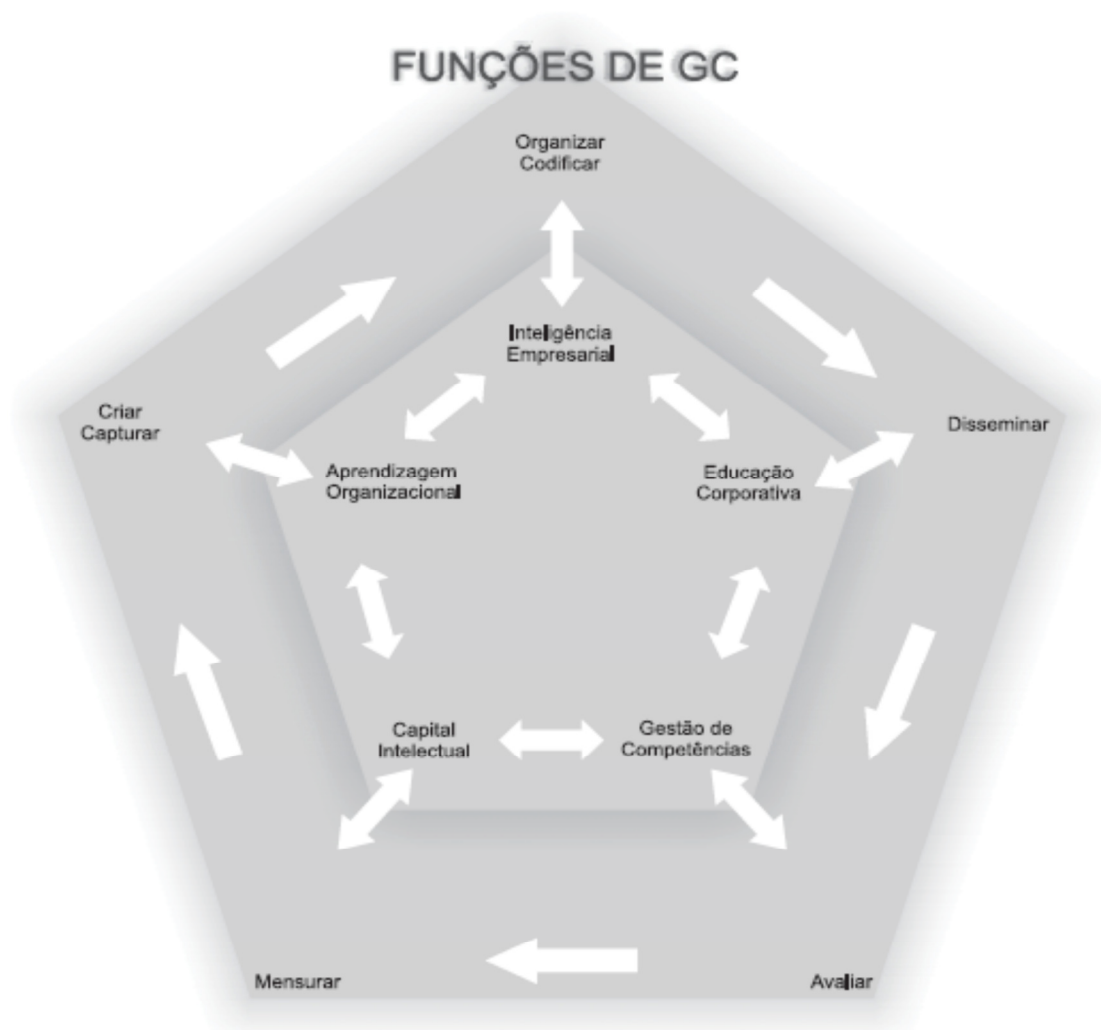 FUNÇÕES DE GC
Organizar
Codificar
Inteligência
Empresarial
Criar
Capturar
Disseminar
Aprendizagem
Organizacional
Educação
Corporativa
Capital
Intelectual
Gestão de
Competências
Mensurar
Avaliar